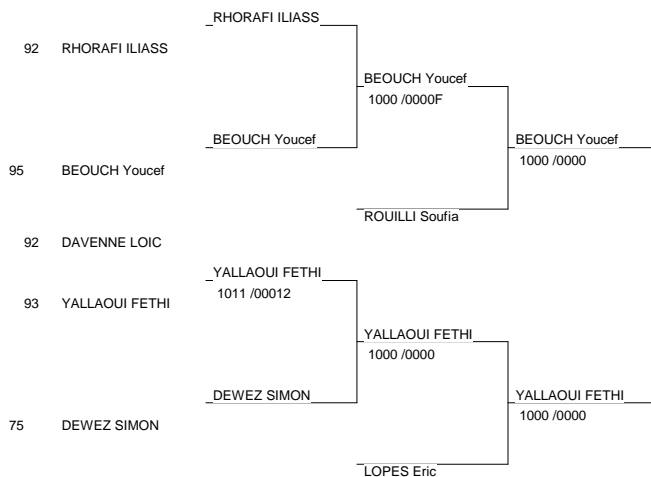 RHORAFI ILIASS
92 RHORAFI ILIASS
BEOUCH Youcef
1000 /0000F
BEOUCH Youcef
BEOUCH Youcef
1000 /0000
95 BEOUCH Youcef
ROUILLI Soufia
92 DAVENNE LOIC
YALLAOUI FETHI
1011 /00012
93 YALLAOUI FETHI
YALLAOUI FETHI
1000 /0000
DEWEZ SIMON
YALLAOUI FETHI
1000 /0000
75 DEWEZ SIMON
LOPES Eric